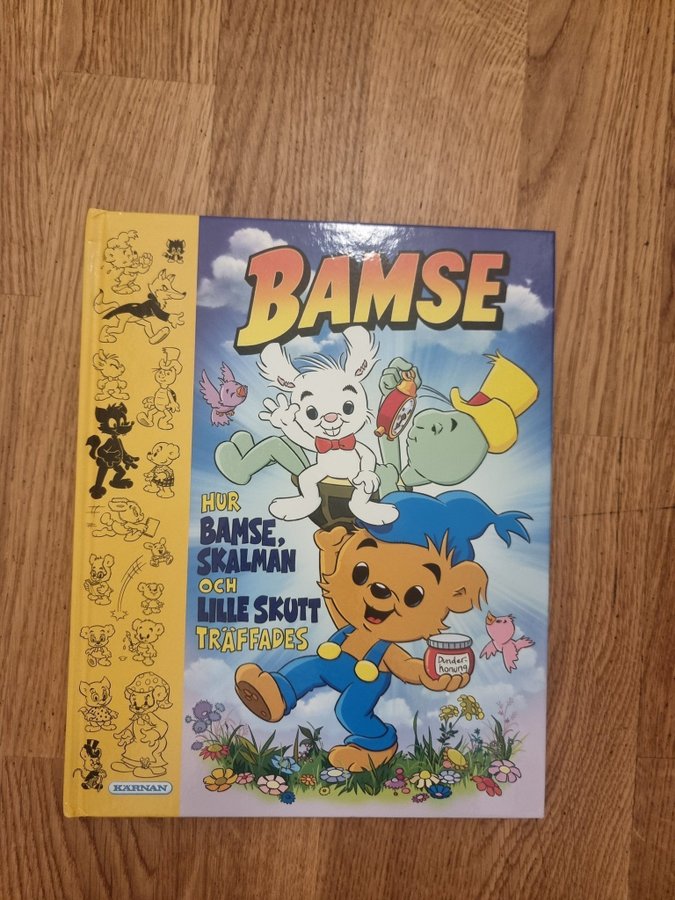 BAMSE
HUR
BAMSE,
SKALMAN
OCH
LILLE SKUTT
TRÄFFADES
Dunder-
honung
KÄRNAN